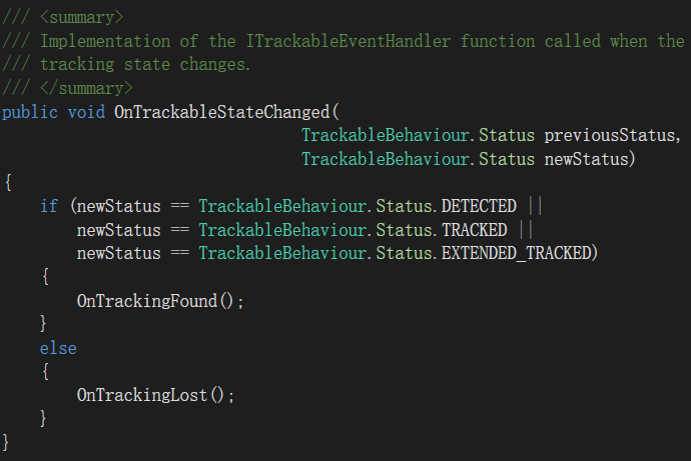 /// <summary>
/// Implementation of the ITrackableEventHandler function called when the
/// tracking state changes.
/// </summary>
public void OnTrackableStateChanged(
                                TrackableBehaviour.Status previousStatus,
                                TrackableBehaviour.Status newStatus)
{
    if (newStatus == TrackableBehaviour.Status.DETECTED ||
        newStatus == TrackableBehaviour.Status.TRACKED ||
        newStatus == TrackableBehaviour.Status.EXTENDED_TRACKED)
    {
        OnTrackingFound();
    }
    else
    {
        OnTrackingLost();
    }
}